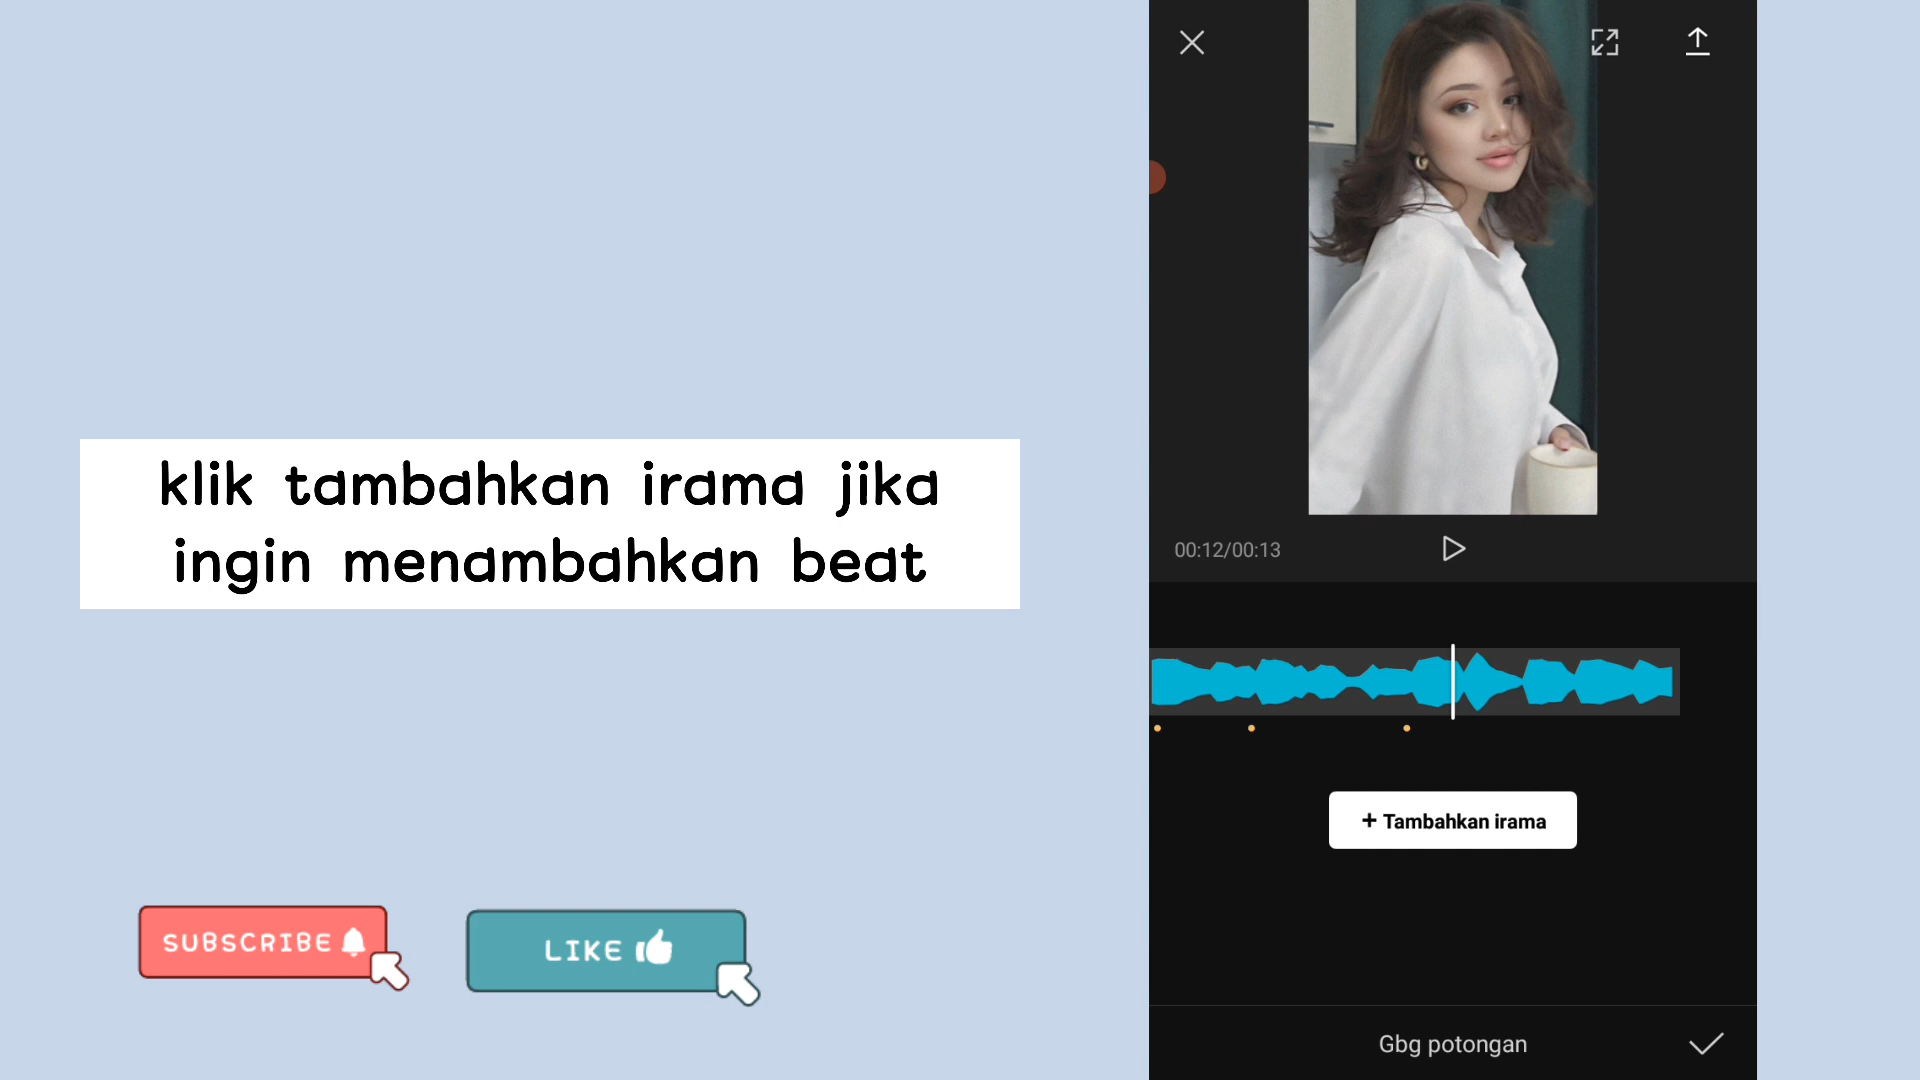 klik tambahkan irama jika
ingin menambahkan beat
SUBSCRIBE
LIKE
00:12/00:13
+ Tambahkan irama
Gbg potongan